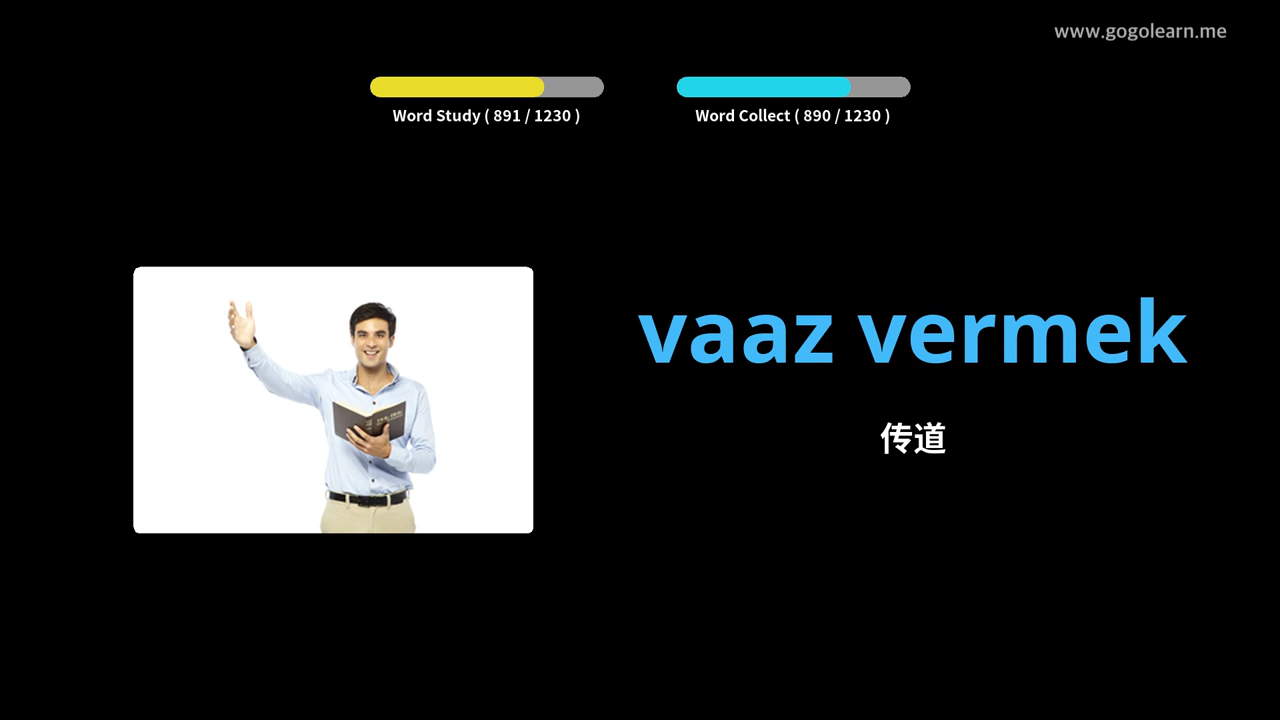 www.gogolearn.me
Word Study ( 891 / 1230 )
Word Collect ( 890 / 1230 )
vaaz vermek
传道